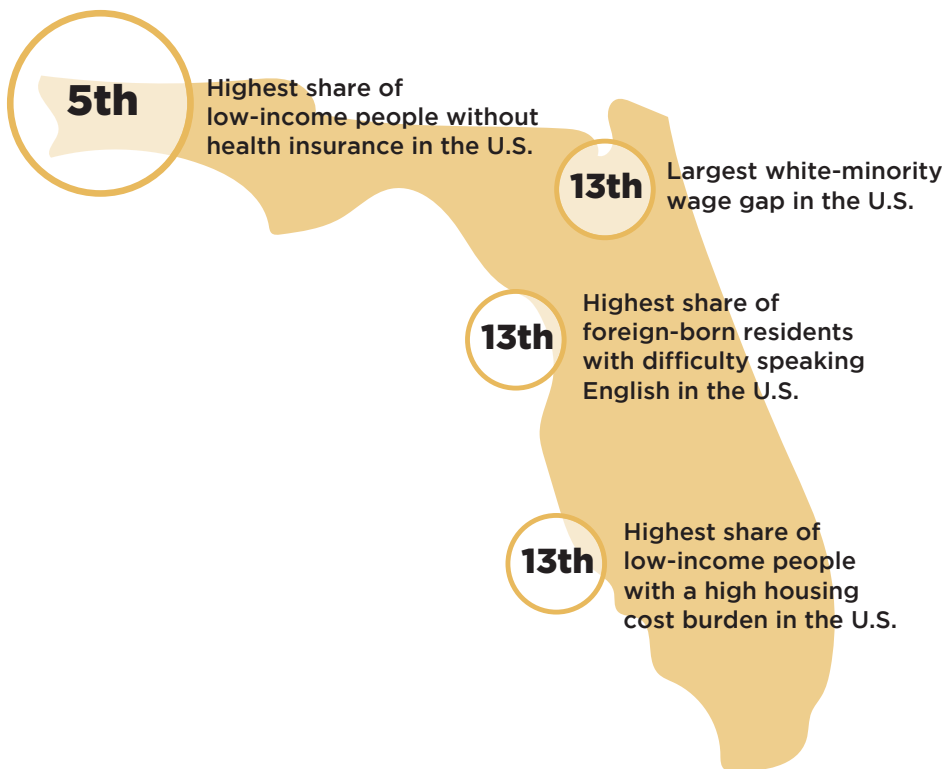 5th
Highest share of
low-income people without
health insurance in the U.S.
13th
Largest white-minority
wage gap in the U.S.
13th
Highest share of
foreign-born residents
with difficulty speaking
English in the U.S.
13th
Highest share of
low-income people
with a high housing
cost burden in the U.S.